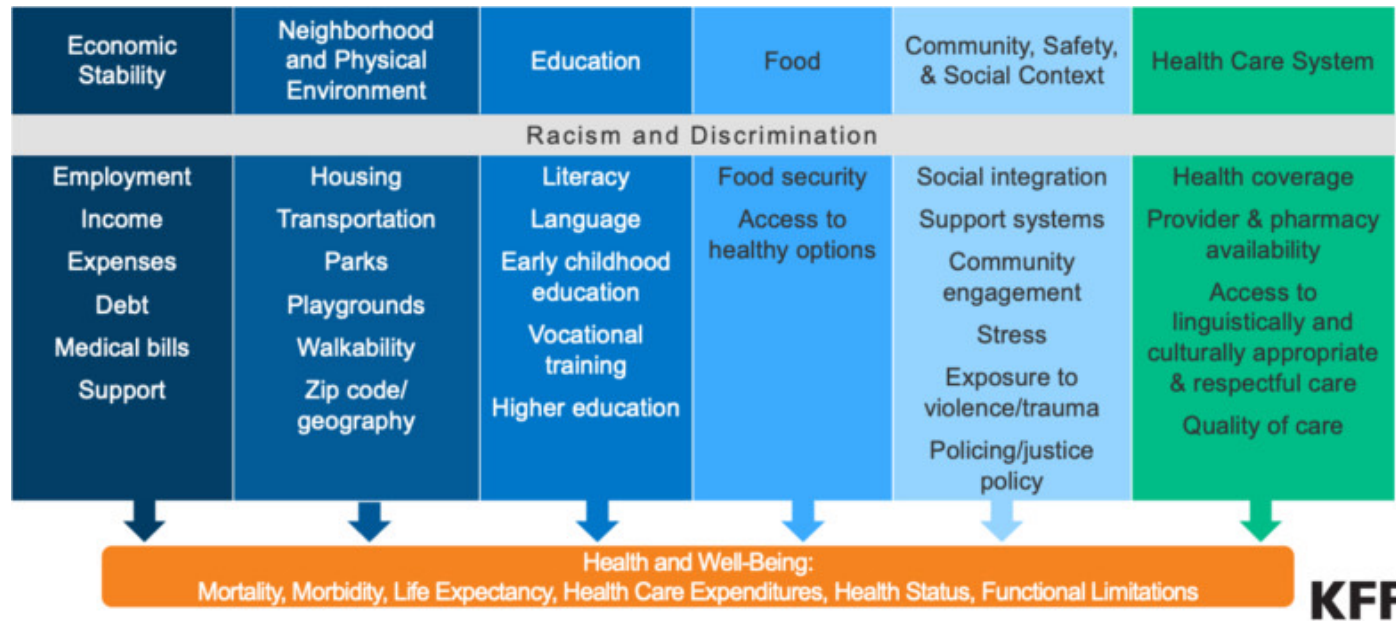 Economic
Stability
Neighborhood
and Physical
Environment
Education
Food
Community, Safety,
& Social Context
Health Care System
Racism and Discrimination
Employment
Income
Expenses
Debt
Medical bills
Support
Housing
Transportation
Parks
Playgrounds
Walkability
Zip code/
geography
Literacy
Language
Early childhood
education
Vocational
training
Higher education
Food security
Access to
healthy options
Social integration
Support systems
Community
engagement
Stress
Exposure to
violence/trauma
Policing/justice
policy
Health coverage
Provider & pharmacy
availability
Access to
linguistically and
culturally appropriate
& respectful care
Quality of care
Health and Well-Being:
Mortality, Morbidity, Life Expectancy, Health Care Expenditures, Health Status, Functional Limitations
KFF